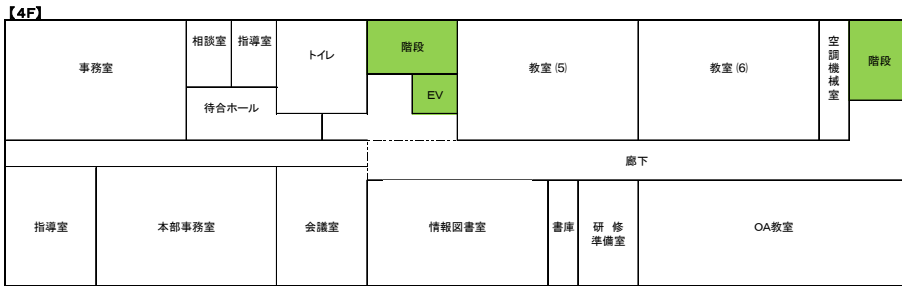 【4F】
事務室
相談室
指導室
トイレ
階段
EV
教室(5)
教室(6)
空調機械室
階段
待合ホール
廊下
指導室
本部事務室
会議室
情報図書室
書庫
研 修
準備室
OA教室